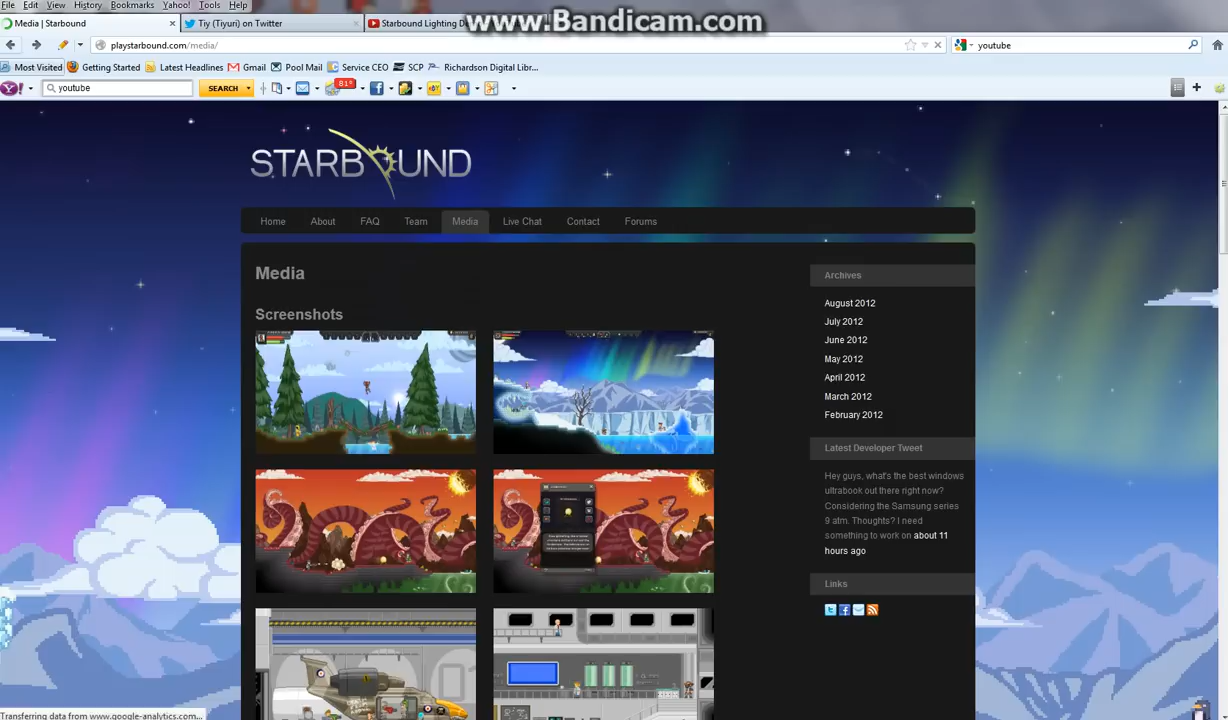 File Edit View History Bookmarks Yahoo! Tools Help
www.Bandicam.com
Media | Starbound × Tiy (Tiyuri) on Twitter × Starbound Lighting D
playstarbound.com/media/
youtube
Most Visited Getting Started Latest Headlines Gmail Pool Mail Service CEO SCP Richardson Digital Libr...
Y! youtube SEARCH 81°
STARBOUND
Home About FAQ Team Media Live Chat Contact Forums
Media
Screenshots
Archives
August 2012
July 2012
June 2012
May 2012
April 2012
March 2012
February 2012
Latest Developer Tweet
Hey guys, what's the best windows
ultrabook out there right now?
Considering the Samsung series
9 atm. Thoughts? I need
something to work on about 11
hours ago
Links
Transferring data from www.google-analytics.com...